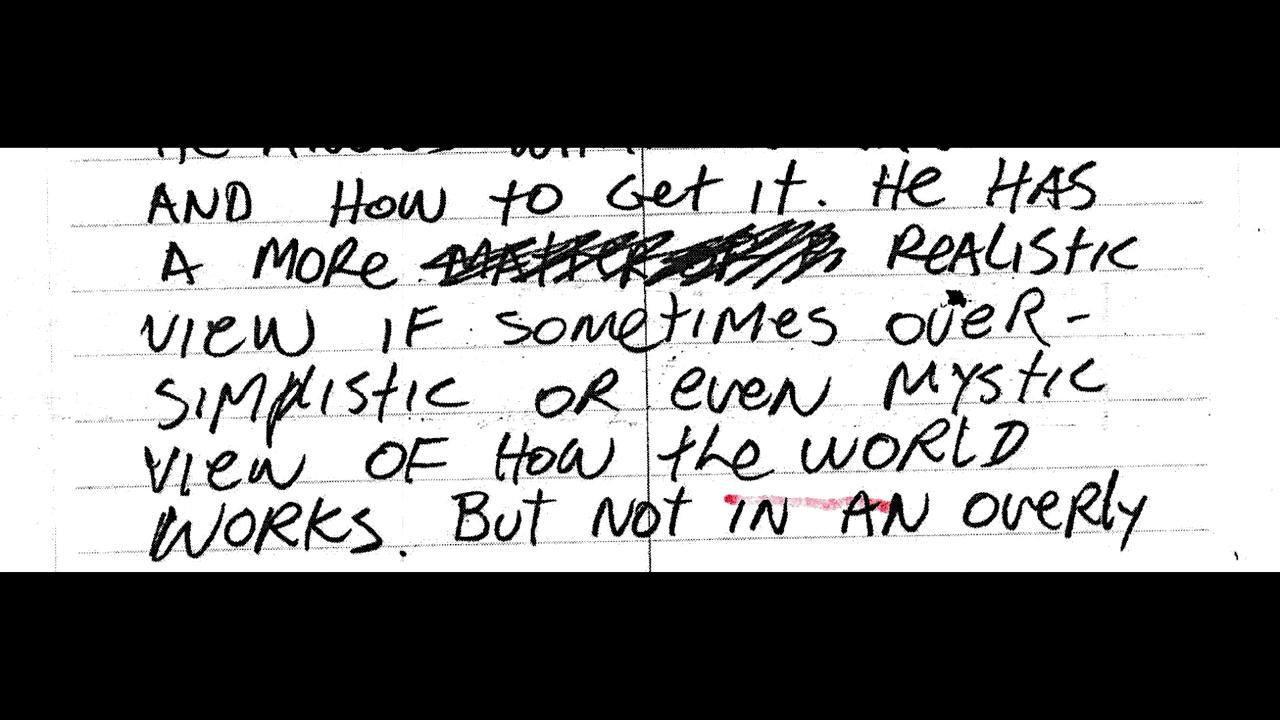 AND HOW to Get It. He HAS
A MORe ReALIStIC
VIeW IF SOMetIMeS OVeR-
SIMplIStIC OR eveN MYStIC
VIeW OF HOW the WORlD
WORKS. But Not IN AN OveRly